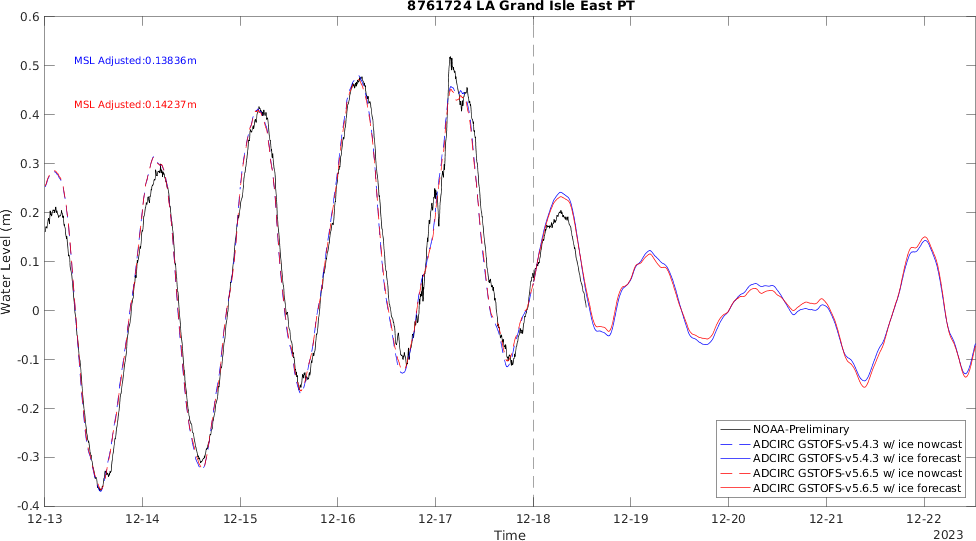 8761724 LA Grand Isle East PT
0.6
0.5
0.4
0.3
0.2
0.1
0
-0.1
-0.2
-0.3
-0.4
Water Level (m)
MSL Adjusted:0.13836m
MSL Adjusted:0.14237m
NOAA-Preliminary
ADCIRC GSTOFS-v5.4.3 w/ ice nowcast
ADCIRC GSTOFS-v5.4.3 w/ ice forecast
ADCIRC GSTOFS-v5.6.5 w/ ice nowcast
ADCIRC GSTOFS-v5.6.5 w/ ice forecast
12-13 12-14 12-15 12-16 12-17 12-18 12-19 12-20 12-21 12-22
Time
2023